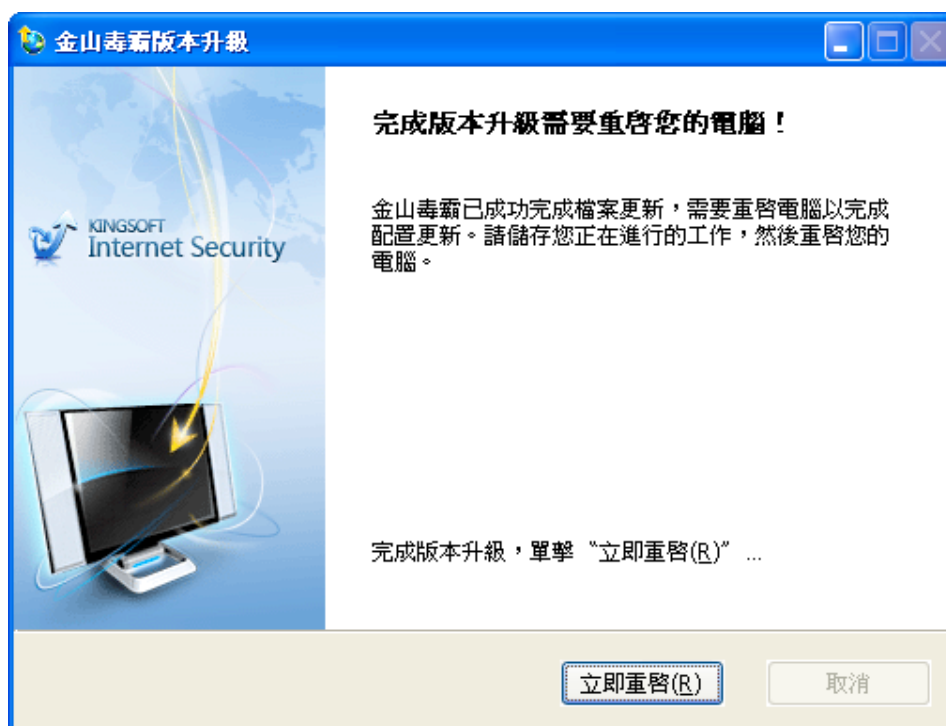 金山毒霸版本升級
完成版本升級需要重啓您的電腦！
KINGSOFT
Internet Security
金山毒霸已成功完成檔案更新，需要重啓電腦以完成
配置更新。請儲存您正在進行的工作，然後重啓您的
電腦。
完成版本升級，單擊〝立即重啓(R)〞...
立即重啓(R)
取消